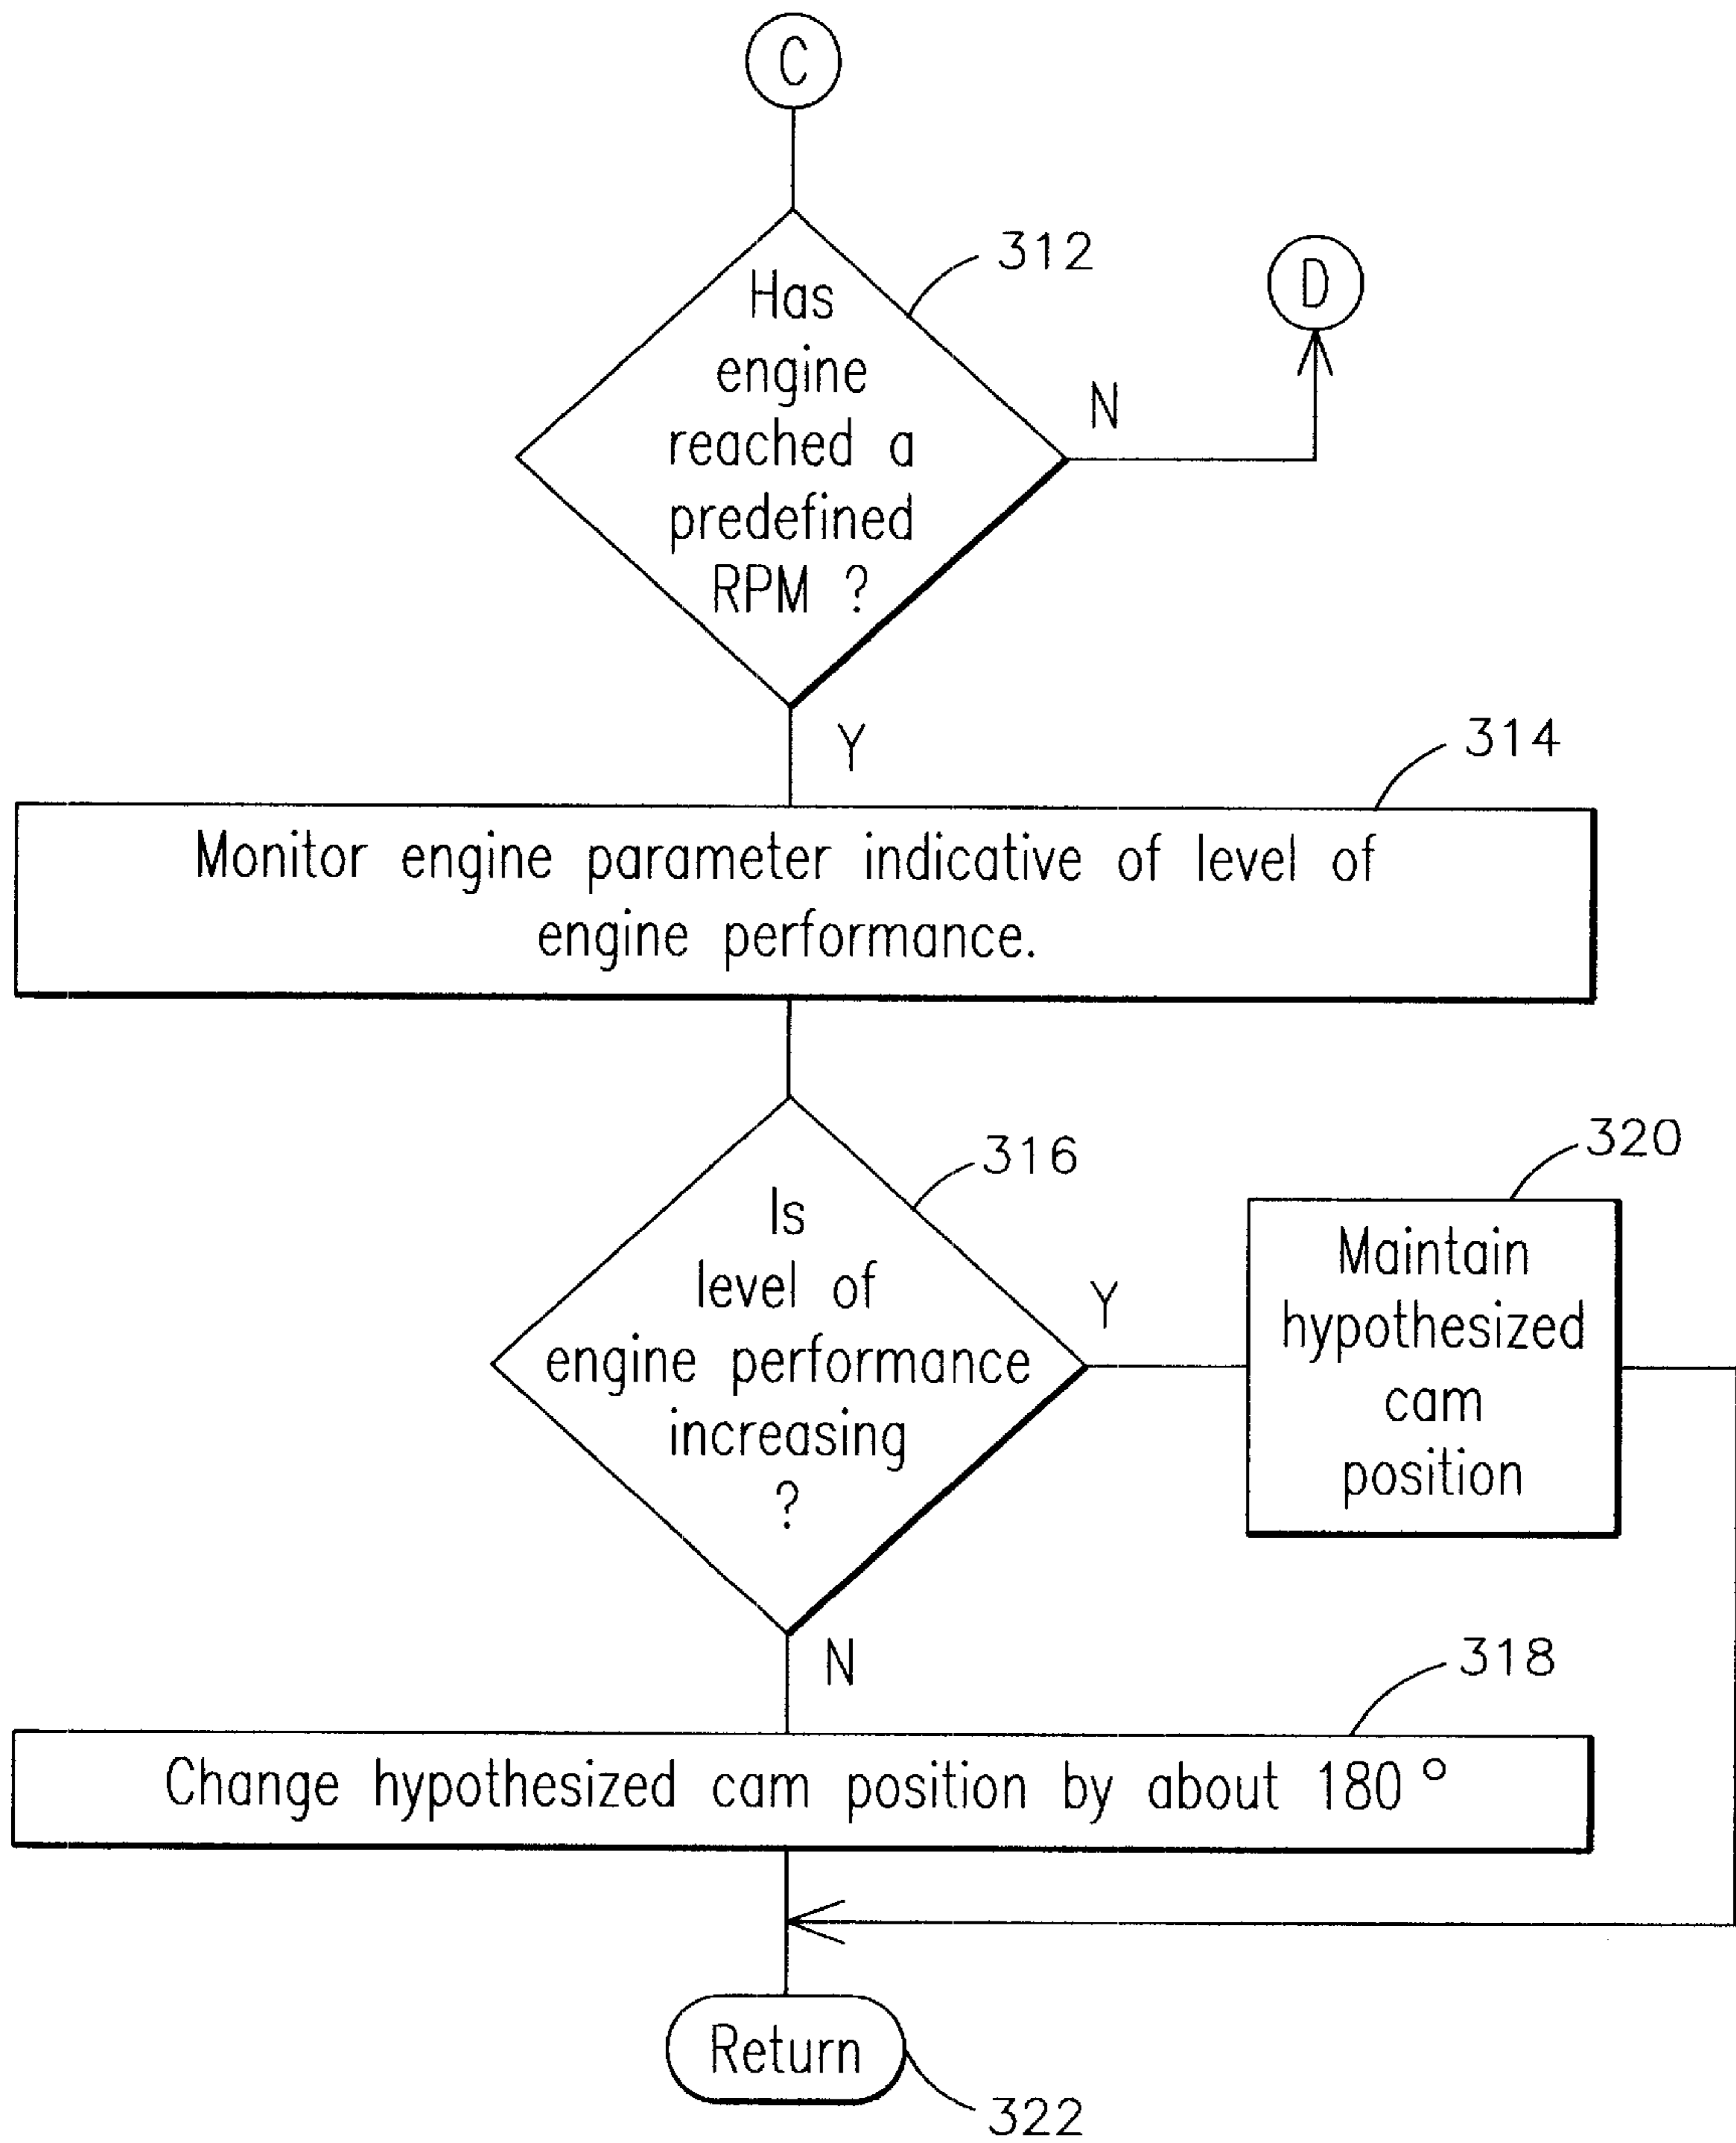 C
312
Has
engine
reached a
predefined
RPM ?
D
N
Y
314
Monitor engine parameter indicative of level of
engine performance.
316
Is
level of
engine performance
increasing
?
Y
320
Maintain
hypothesized
cam
position
N
318
Change hypothesized cam position by about 180°
Return
322